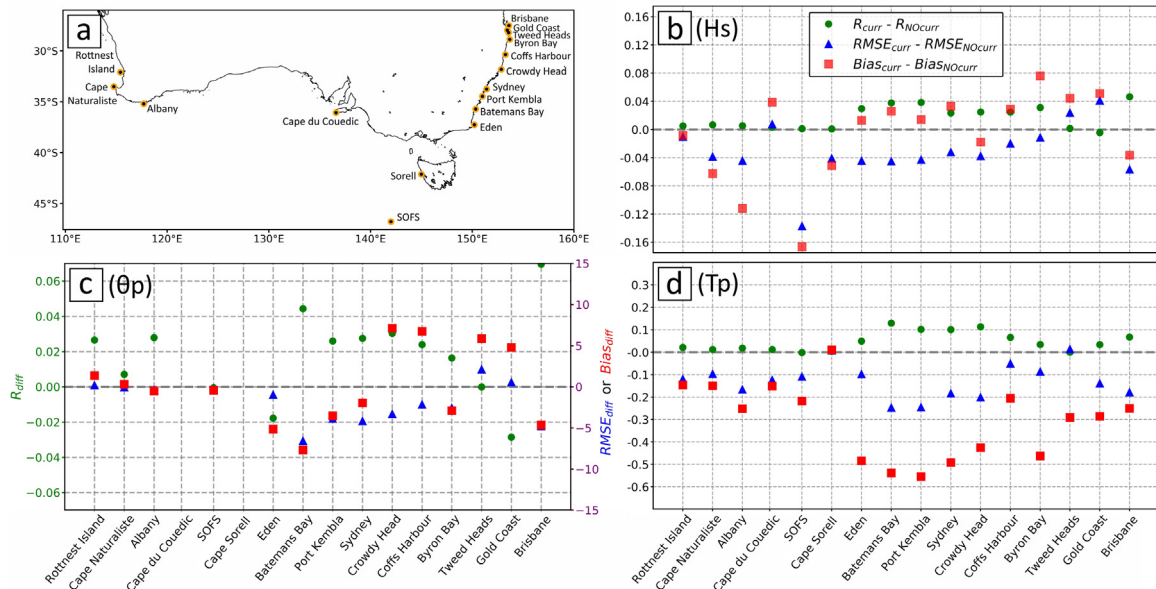 a
Rottnest
Island
Cape
Naturaliste
Albany
Cape du Couedic
Sorell
SOFS
Brisbane
Gold Coast
Tweed Heads
Byron Bay
Coffs Harbour
Crowdy Head
Sydney
Port Kembla
Batemans Bay
Eden
35°S
40°S
45°S
110°E
120°E
130°E
140°E
150°E
160°E
b (Hs)
R_curr - R_NOcurr
RMSE_curr - RMSE_NOcurr
Bias_curr - Bias_NOcurr
0.16
0.12
0.08
0.04
0.0
-0.04
-0.08
-0.12
-0.16
c (θp)
R_diff
0.06
0.04
0.02
0.00
−0.02
−0.04
−0.06
15
10
5
0
−5
−10
−15
RMSE_diff or Bias_diff
Rottnest Island
Cape Naturaliste
Albany
Cape du Couedic
SOFS
Cape Sorell
Eden
Batemans Bay
Port Kembla
Sydney
Crowdy Head
Coffs Harbour
Byron Bay
Tweed Heads
Gold Coast
Brisbane
d (Tp)
0.3
0.2
0.1
-0.0
-0.1
-0.2
-0.3
-0.4
-0.5
-0.6
Rottnest Island
Cape Naturaliste
Albany
Cape du Couedic
SOFS
Cape Sorell
Eden
Batemans Bay
Port Kembla
Sydney
Crowdy Head
Coffs Harbour
Byron Bay
Tweed Heads
Gold Coast
Brisbane